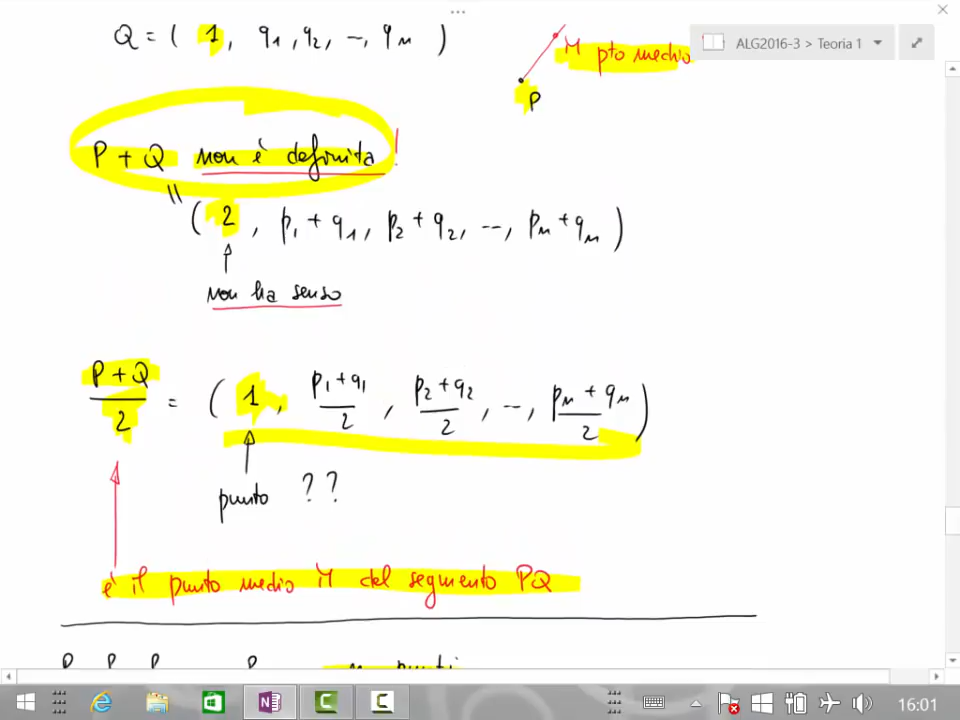 Q = ( 1, q1, q2, –, qn )
M pto medio
ALG2016-3 > Teoria 1
P
P + Q non è definita !
"
( 2 , p1 + q1, p2 + q2, --, pn + qn )
non ha senso
P + Q / 2 = ( 1, p1 + q1 / 2 , p2 + q2 / 2 , --, pn + qn / 2 )
punto ??
è il punto medio M del segmento PQ
P P P P n punti
16:01